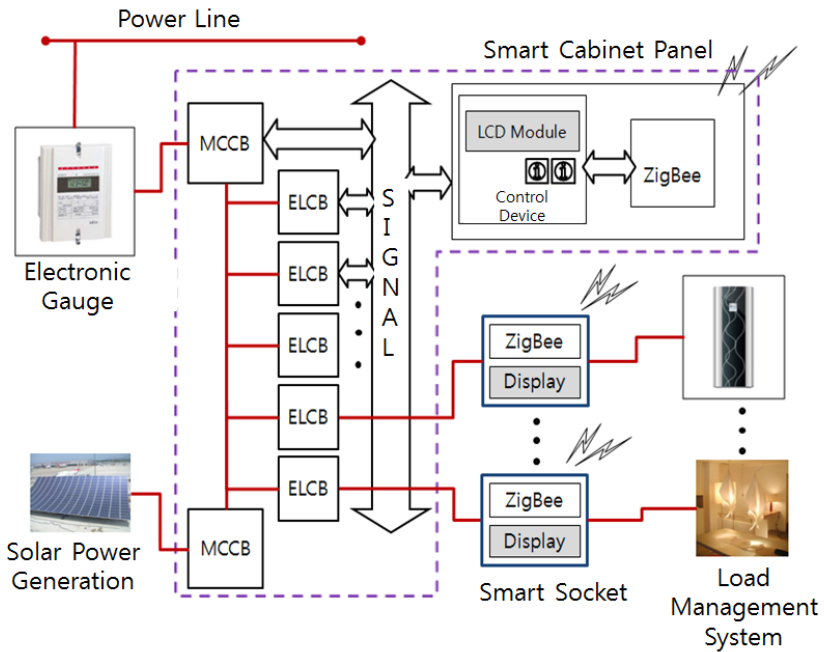 Power Line
Smart Cabinet Panel
MCCB
LCD Module
Control
Device
ZigBee
ELCB
SIGNAL
ELCB
ELCB
ELCB
ELCB
MCCB
Electronic
Gauge
Solar Power
Generation
ZigBee
Display
ZigBee
Display
Smart Socket
Load
Management
System